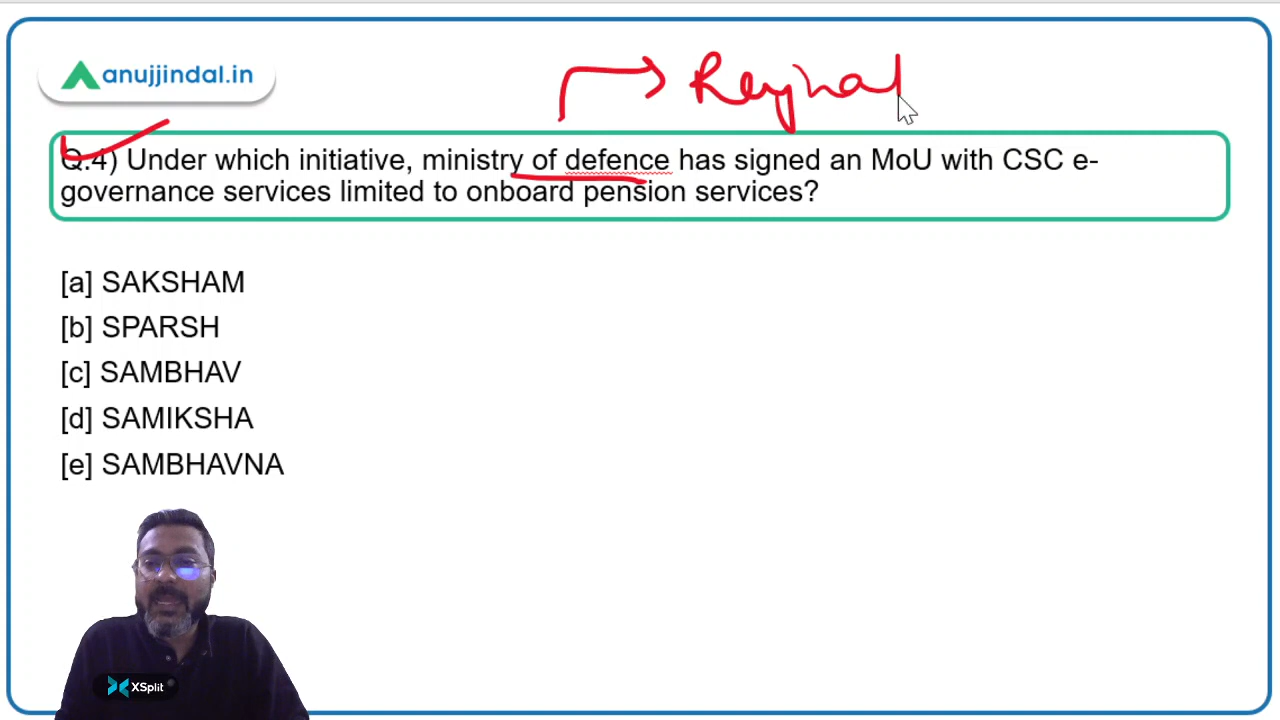 anujjindal.in
Q.4) Under which initiative, ministry of defence has signed an MoU with CSC e-
governance services limited to onboard pension services?
[a] SAKSHAM
[b] SPARSH
[c] SAMBHAV
[d] SAMIKSHA
[e] SAMBHAVNA
XSplit